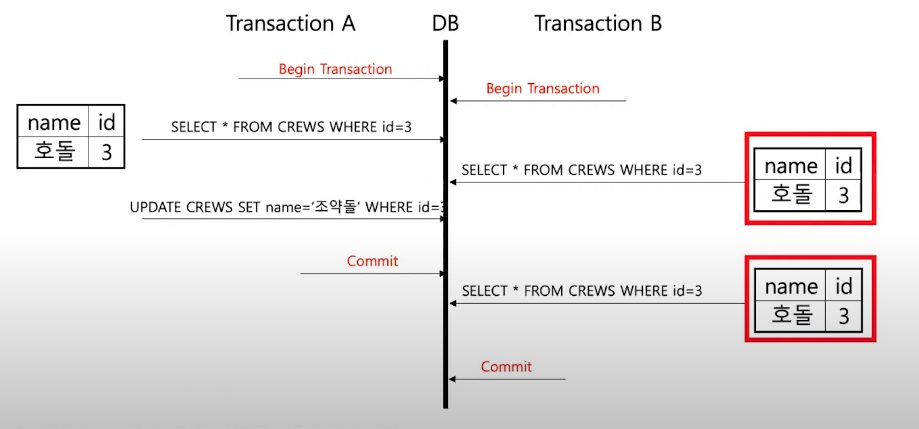 Transaction A DB Transaction B
Begin Transaction
Begin Transaction
name id
호돌 3
SELECT * FROM CREWS WHERE id=3
SELECT * FROM CREWS WHERE id=3
name id
호돌 3
UPDATE CREWS SET name='조약돌' WHERE id=3
Commit
SELECT * FROM CREWS WHERE id=3
name id
호돌 3
Commit